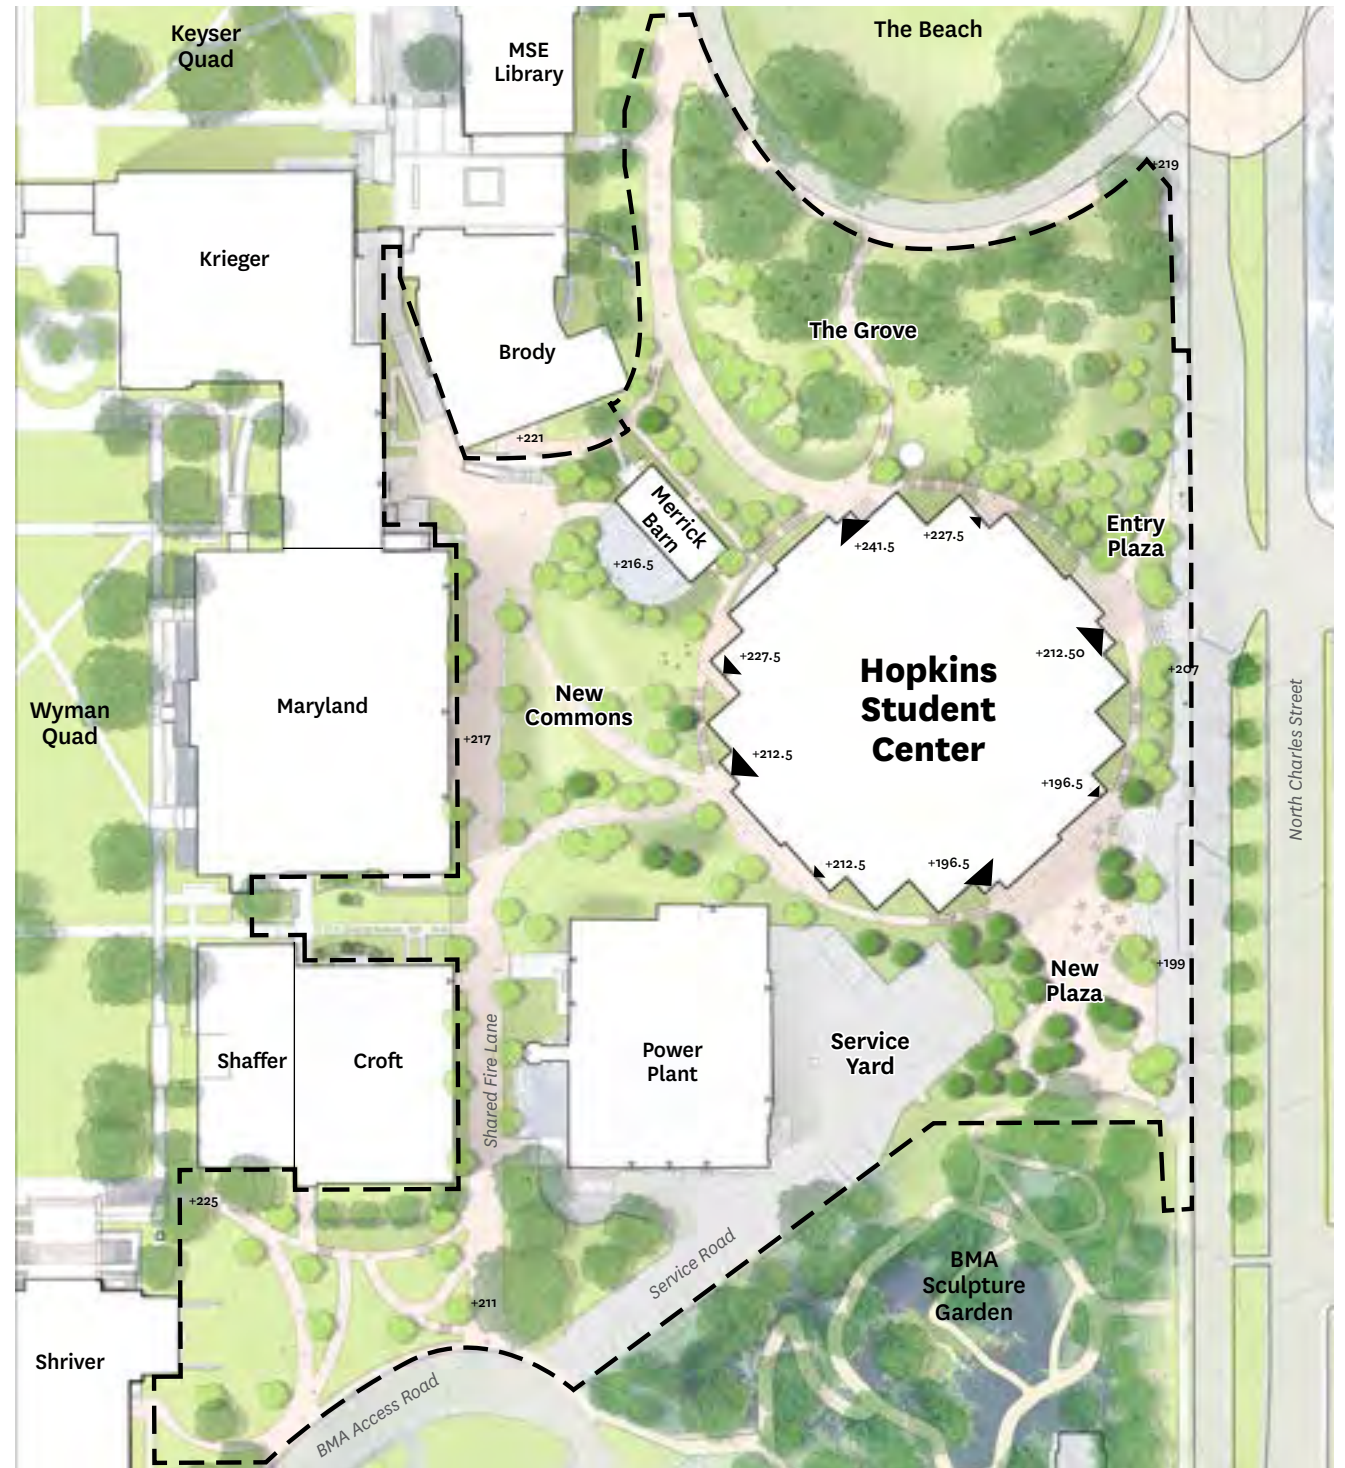 Keyser
Quad
MSE
Library
The Beach
+219
Krieger
Brody
The Grove
+221
Merrick
Barn
+216.5
+241.5
+227.5
Entry
Plaza
+212.50
+207
+227.5
Hopkins
Student
Center
New
Commons
Maryland
Wyman
Quad
+217
+212.5
+196.5
North Charles Street
+212.5
+196.5
New
Plaza
+199
Shaffer
Croft
Shared Fire Lane
Power
Plant
Service
Yard
+225
Service Road
BMA
Sculpture
Garden
+211
Shriver
BMA Access Road